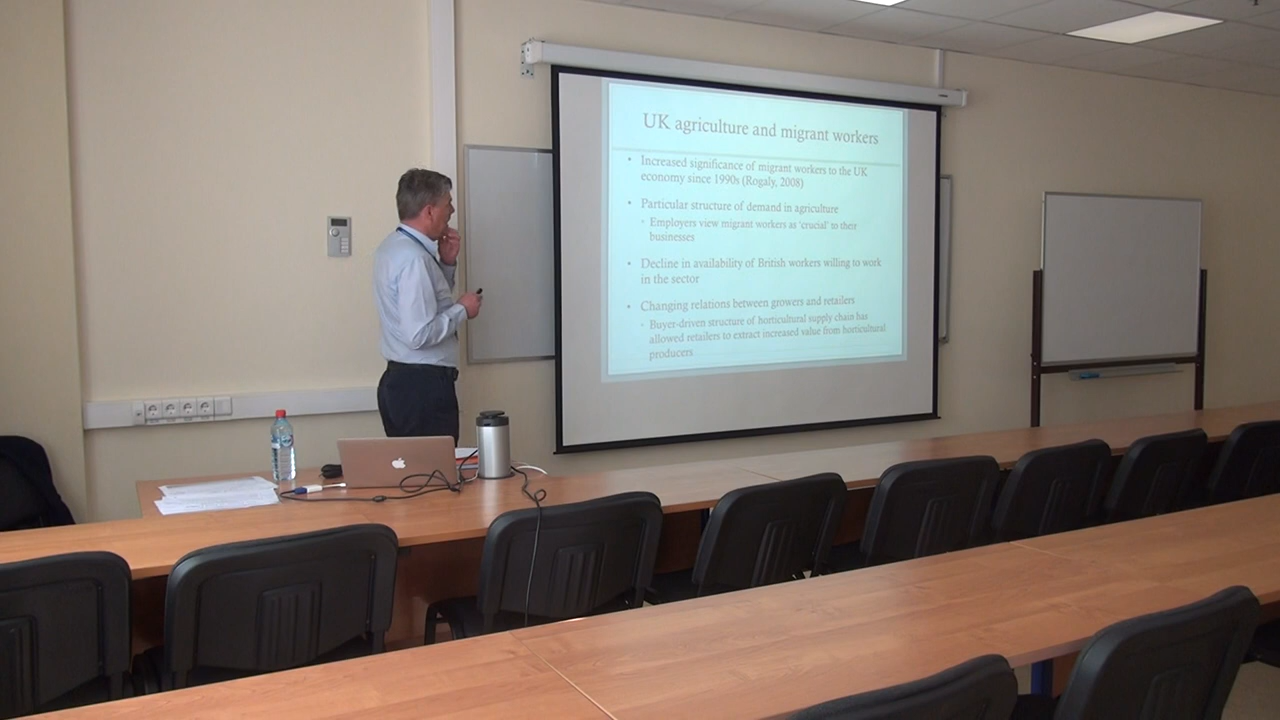 UK agriculture and migrant workers
• Increased significance of migrant workers to the UK
economy since 1990s (Rogaly, 2008)
• Particular structure of demand in agriculture
• Employers view migrant workers as 'crucial' to their
businesses
• Decline in availability of British workers willing to work
in the sector
• Changing relations between growers and retailers
• Buyer-driven structure of horticultural supply chain has
allowed retailers to extract increased value from horticultural
producers